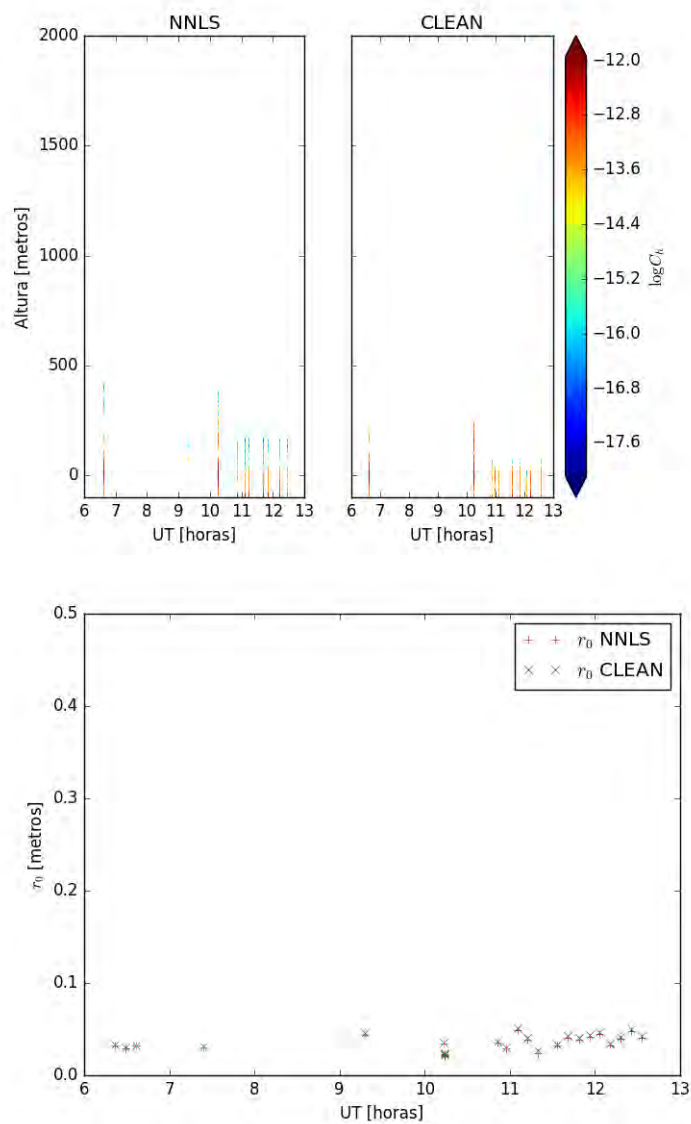 NNLS
CLEAN
2000
1500
1000
500
0
Altura [metros]
6 7 8 9 10 11 12 13
UT [horas]
6 7 8 9 10 11 12 13
UT [horas]
−12.0
−12.8
−13.6
−14.4
−15.2
−16.0
−16.8
−17.6
log C_h
0.5
0.4
0.3
0.2
0.1
0.0
r_0 [metros]
r_0 NNLS
r_0 CLEAN
6 7 8 9 10 11 12 13
UT [horas]